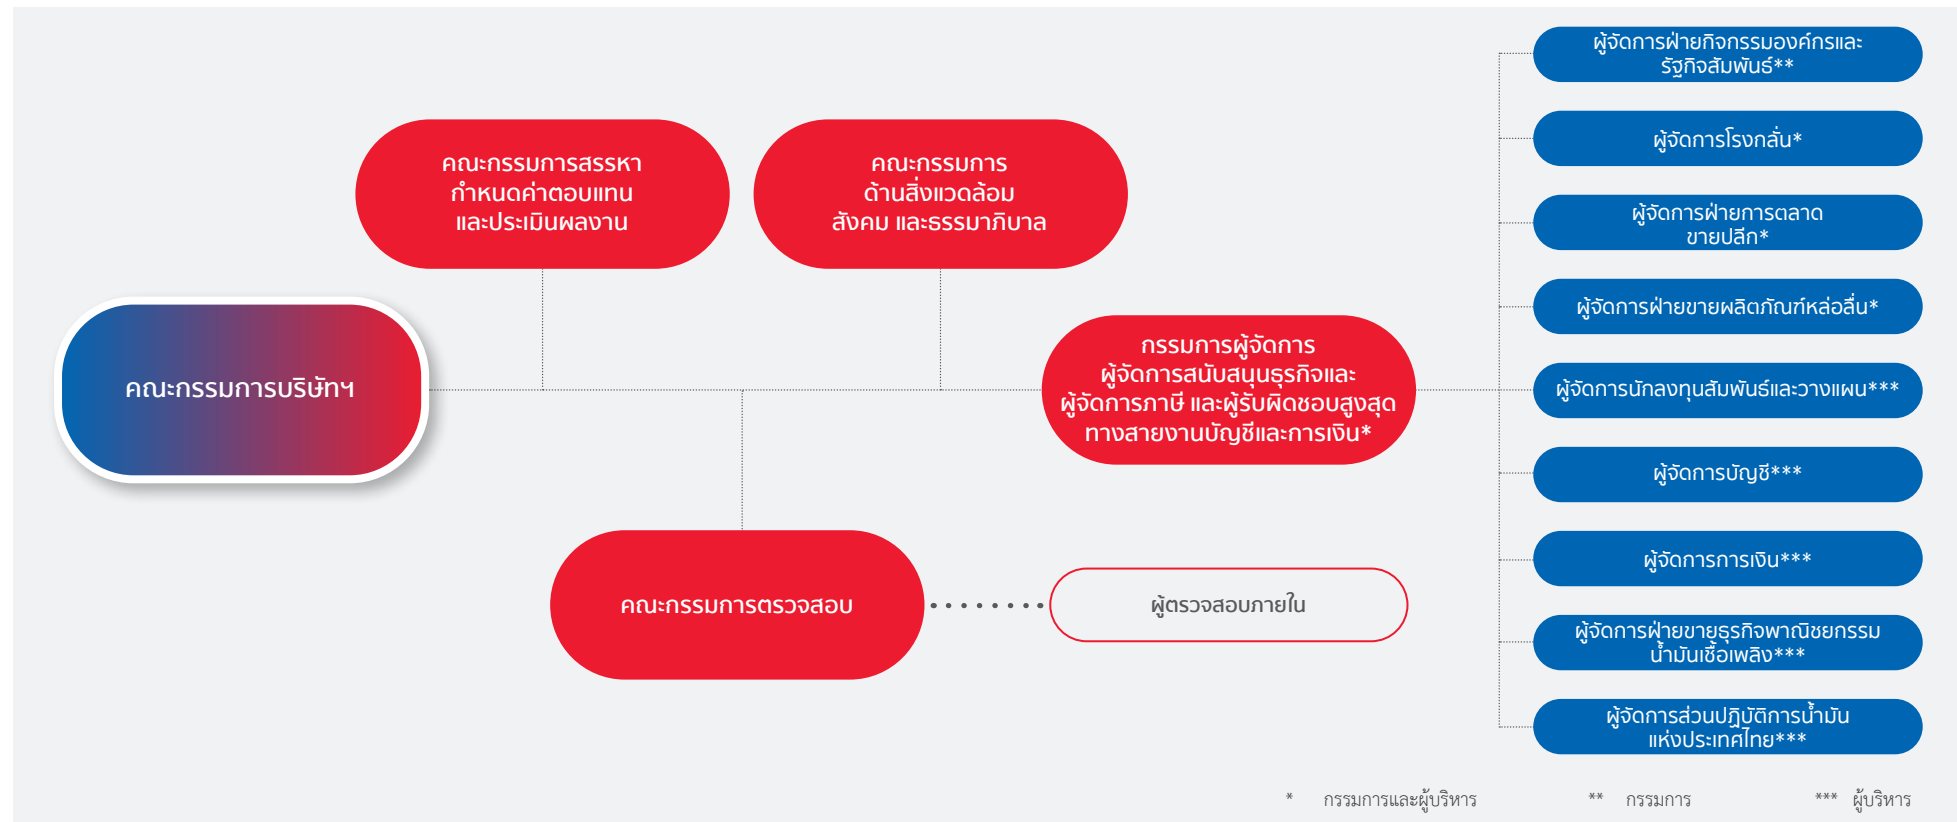 คณะกรรมการบริษัทฯ
คณะกรรมการสรรหา
กำหนดค่าตอบแทน
และประเมินผลงาน
คณะกรรมการ
ด้านสิ่งแวดล้อม
สังคม และธรรมาภิบาล
กรรมการผู้จัดการ
ผู้จัดการสนับสนุนธุรกิจและ
ผู้จัดการภาษี และผู้รับผิดชอบสูงสุด
ทางสายงานบัญชีและการเงิน*
คณะกรรมการตรวจสอบ
ผู้ตรวจสอบภายใน
ผู้จัดการฝ่ายกิจกรรมองค์กรและ
รัฐกิจสัมพันธ์**
ผู้จัดการโรงกลั่น*
ผู้จัดการฝ่ายการตลาด
ขายปลีก*
ผู้จัดการฝ่ายขายผลิตภัณฑ์หล่อลื่น*
ผู้จัดการนักลงทุนสัมพันธ์และวางแผน***
ผู้จัดการบัญชี***
ผู้จัดการการเงิน***
ผู้จัดการฝ่ายขายธุรกิจพาณิชยกรรม
น้ำมันเชื้อเพลิง***
ผู้จัดการส่วนปฏิบัติการน้ำมัน
แห่งประเทศไทย***
* กรรมการและผู้บริหาร ** กรรมการ *** ผู้บริหาร